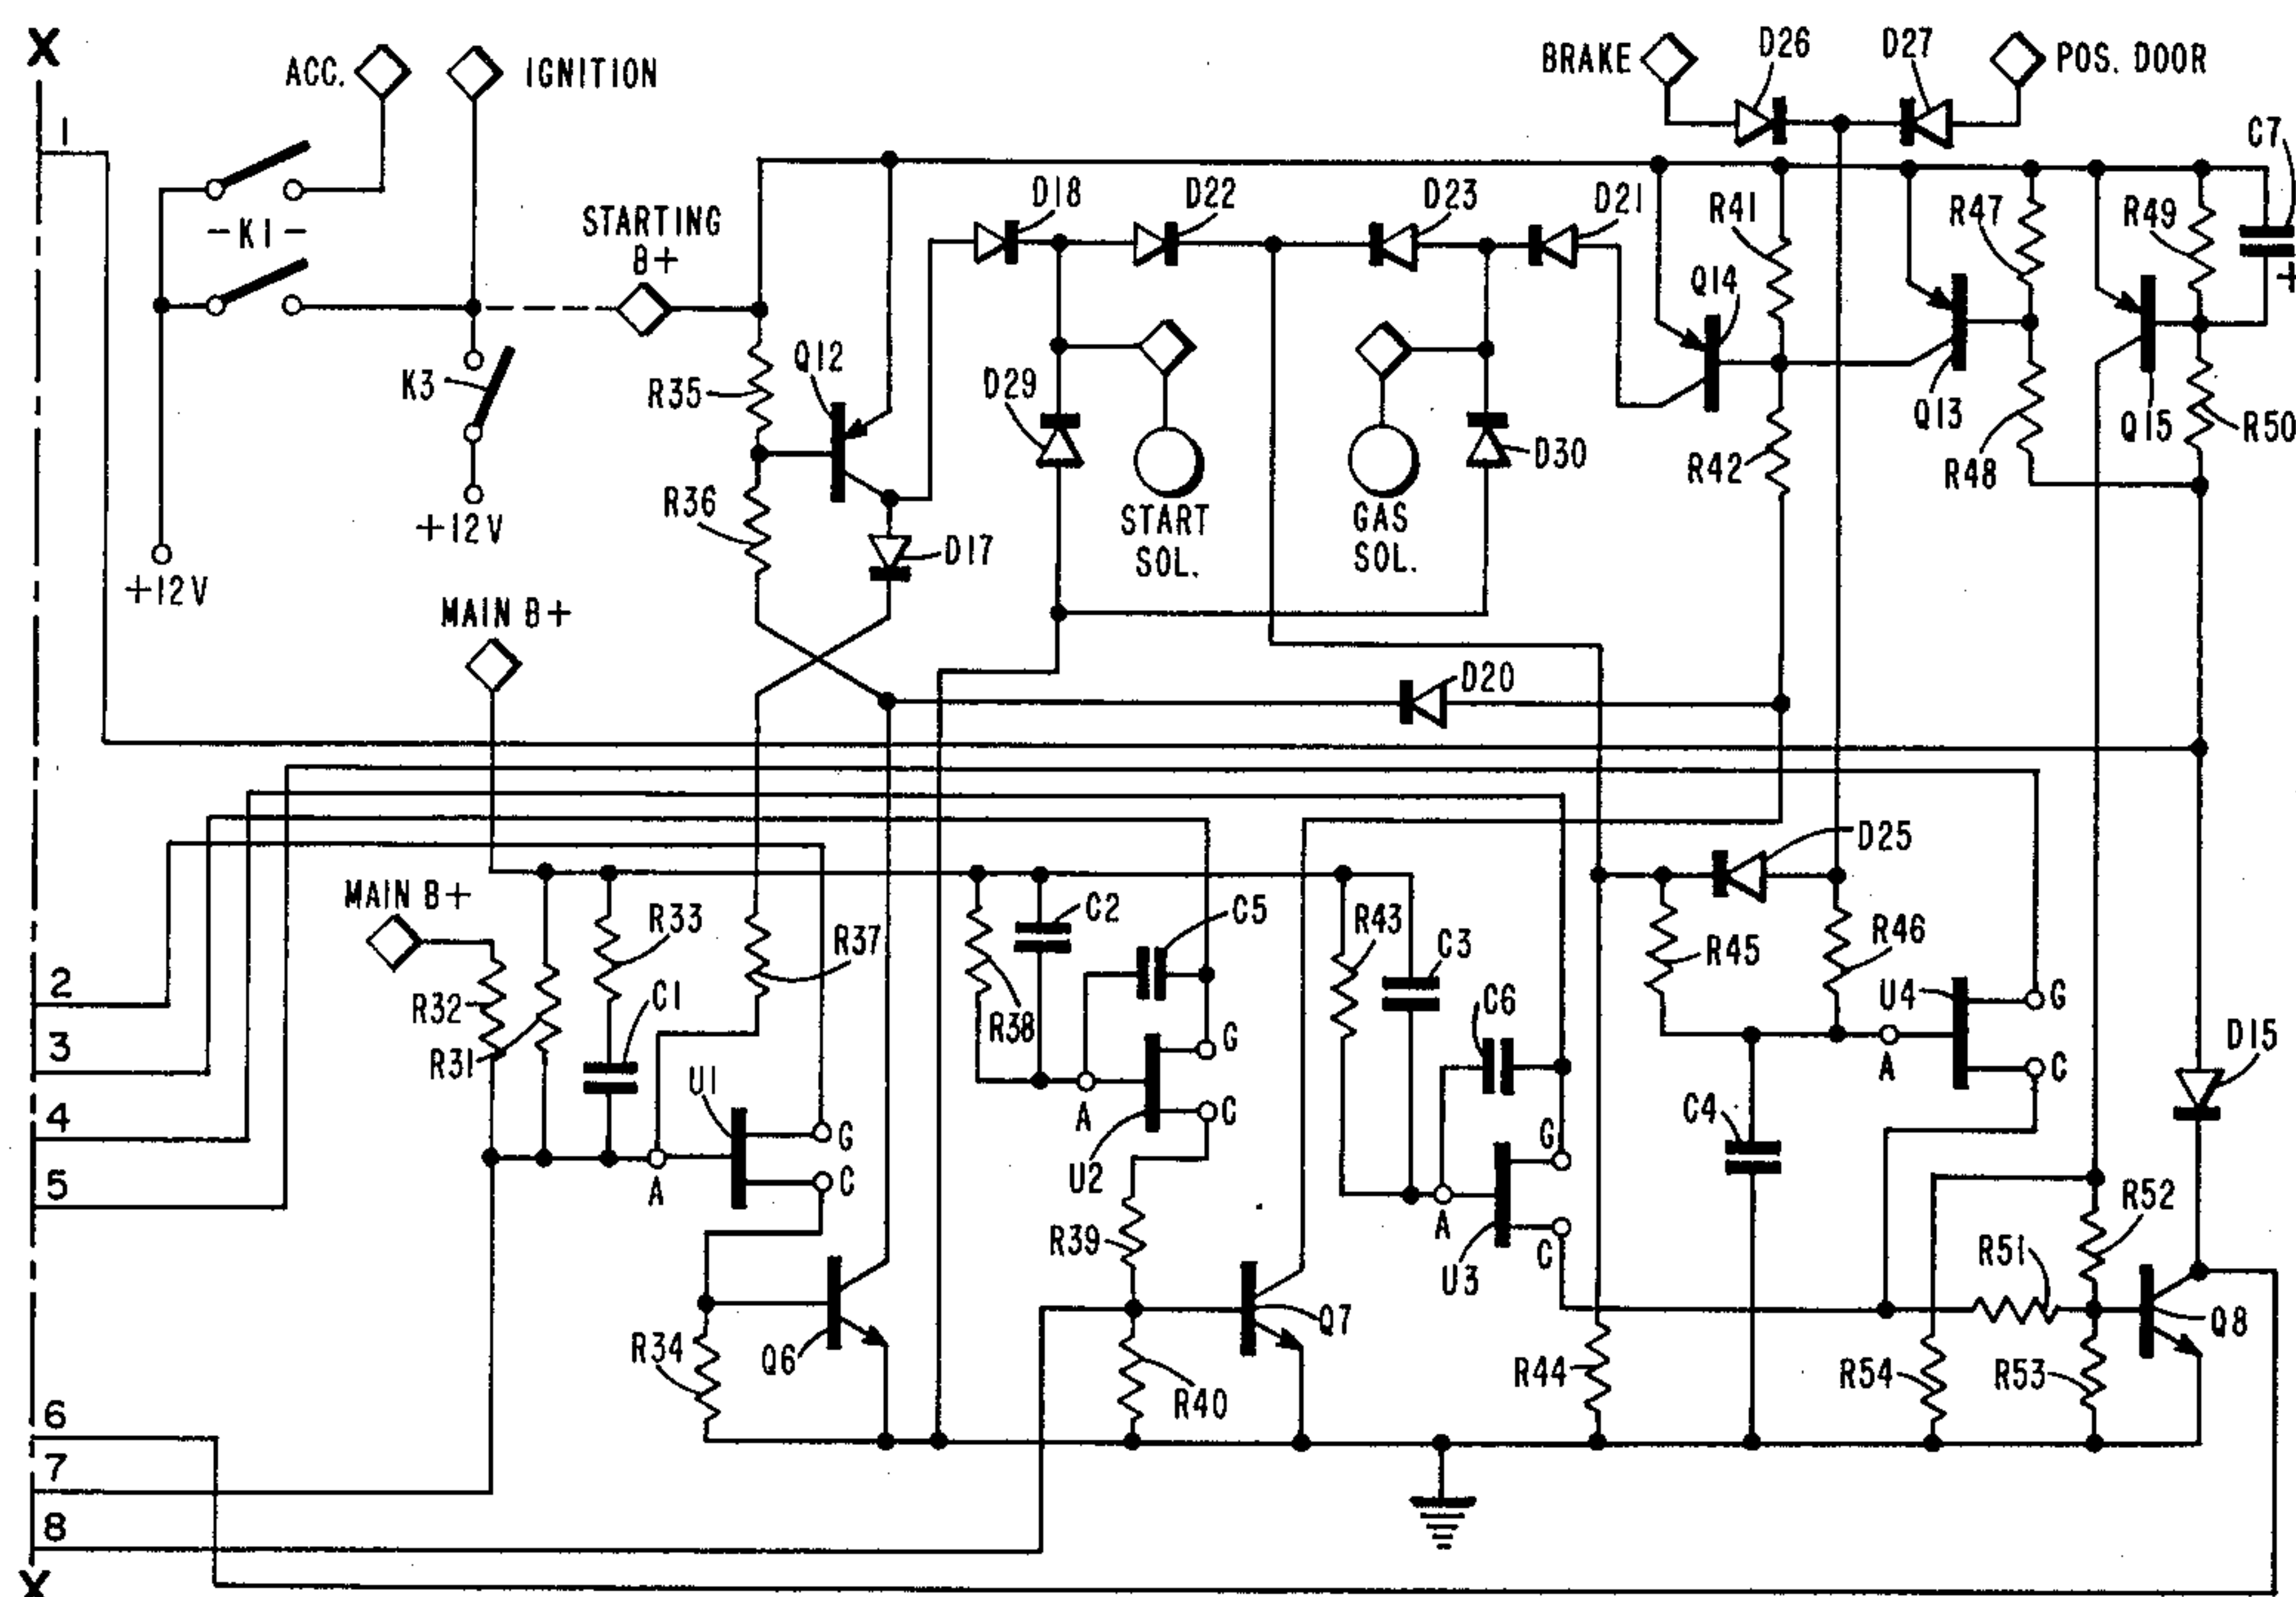 X
ACC.
IGNITION
BRAKE
D26
D27
POS. DOOR
1
C7
-K1-
STARTING
B+
D18
D22
D23
D21
R41
R47
R49
+
Q14
K3
R35
Q12
D29
D30
Q13
Q15
R50
R36
START
SOL.
GAS
SOL.
R42
R48
+12V
+12V
D17
MAIN B+
D20
D25
MAIN B+
R33
R37
C2
C5
R43
C3
R45
R46
2
R32
C1
R38
C6
U4
G
3
R31
U1
G
A
C
D15
4
A
U2
C
C4
G
5
G
C
A
R39
A
U3
C
R52
R51
R34
Q6
Q7
Q8
R40
R44
R54
R53
6
7
8
X